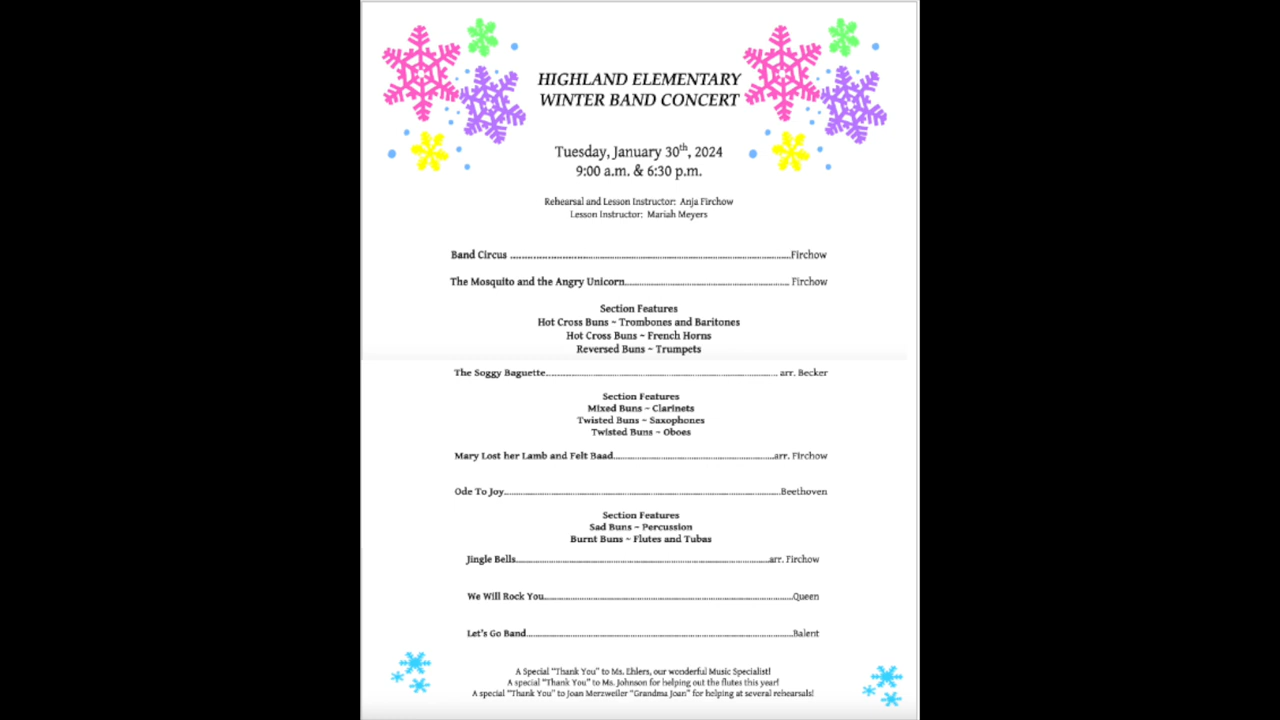 HIGHLAND ELEMENTARY
WINTER BAND CONCERT
Tuesday, January 30th, 2024
9:00 a.m. & 6:30 p.m.
Rehearsal and Lesson Instructor: Anja Firchow
Lesson Instructor: Mariah Meyers
Band Circus ........................................Firchow
The Mosquito and the Angry Unicorn........................................ Firchow
Section Features
Hot Cross Buns ~ Trombones and Baritones
Hot Cross Buns ~ French Horns
Reversed Buns ~ Trumpets
The Soggy Baguette........................................ arr. Becker
Section Features
Mixed Buns ~ Clarinets
Twisted Buns ~ Saxophones
Twisted Buns ~ Oboes
Mary Lost her Lamb and Felt Baad........................................arr. Firchow
Ode To Joy........................................Beethoven
Section Features
Sad Buns ~ Percussion
Burnt Buns ~ Flutes and Tubas
Jingle Bells........................................arr. Firchow
We Will Rock You........................................Queen
Let's Go Band........................................Balent
A Special "Thank You" to Ms. Ehlers, our wonderful Music Specialist!
A special "Thank You" to Ms. Johnson for helping out the flutes this year!
A special "Thank You" to Joan Merzweiler "Grandma Joan" for helping at several rehearsals!